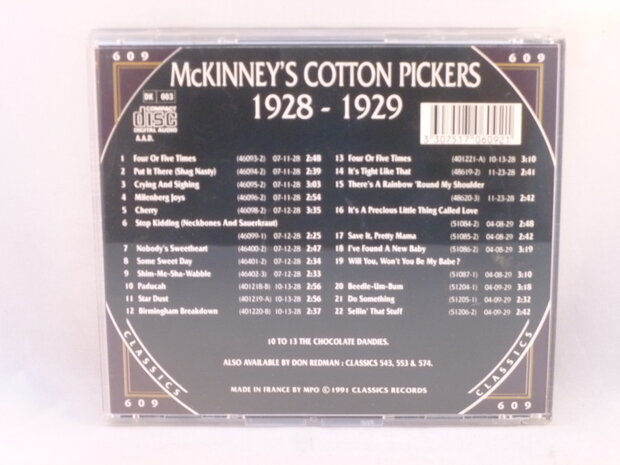 609
609
McKINNEY'S COTTON PICKERS
1928 - 1929
DK 003
COMPACT
disc
DIGITAL AUDIO
A.A.D.
3 307517 060921
1 Four Or Five Times (46093-2) 07-11-28 2:48
2 Put It There (Shag Nasty) (46094-2) 07-11-28 2:39
3 Crying And Sighing (46095-2) 07-11-28 3:03
4 Milenberg Joys (46096-2) 07-11-28 2:54
5 Cherry (46098-2) 07-12-28 3:35
6 Stop Kidding (Neckbones And Sauerkraut)
(46099-1) 07-12-28 2:25
7 Nobody's Sweetheart (46400-2) 07-12-28 2:47
8 Some Sweet Day (46401-2) 07-12-28 2:34
9 Shim-Me-Sha-Wabble (46402-3) 07-12-28 2:33
10 Paducah (401218-B) 10-13-28 2:56
11 Star Dust (401219-A) 10-13-28 2:56
12 Birmingham Breakdown (401220-B) 10-13-28 2:37
13 Four Or Five Times (401221-A) 10-13-28 3:10
14 It's Tight Like That (48619-2) 11-23-28 2:41
15 There's A Rainbow 'Round My Shoulder
(48620-3) 11-23-28 2:42
16 It's A Precious Little Thing Called Love
(51084-2) 04-08-29 2:48
17 Save It, Pretty Mama (51085-2) 04-08-29 2:42
18 I've Found A New Baby (51086-2) 04-08-29 3:19
19 Will You, Won't You Be My Babe?
(51087-1) 04-08-29 3:10
20 Beedle-Um-Bum (51204-1) 04-09-29 3:18
21 Do Something (51205-1) 04-09-29 2:32
22 Sellin' That Stuff (51206-2) 04-09-29 2:42
10 TO 13 THE CHOCOLATE DANDIES.
ALSO AVAILABLE BY DON REDMAN : CLASSICS 543, 553 & 574.
MADE IN FRANCE BY MPO ©1991 CLASSICS RECORDS
CLASSICS
CLASSICS
609
609